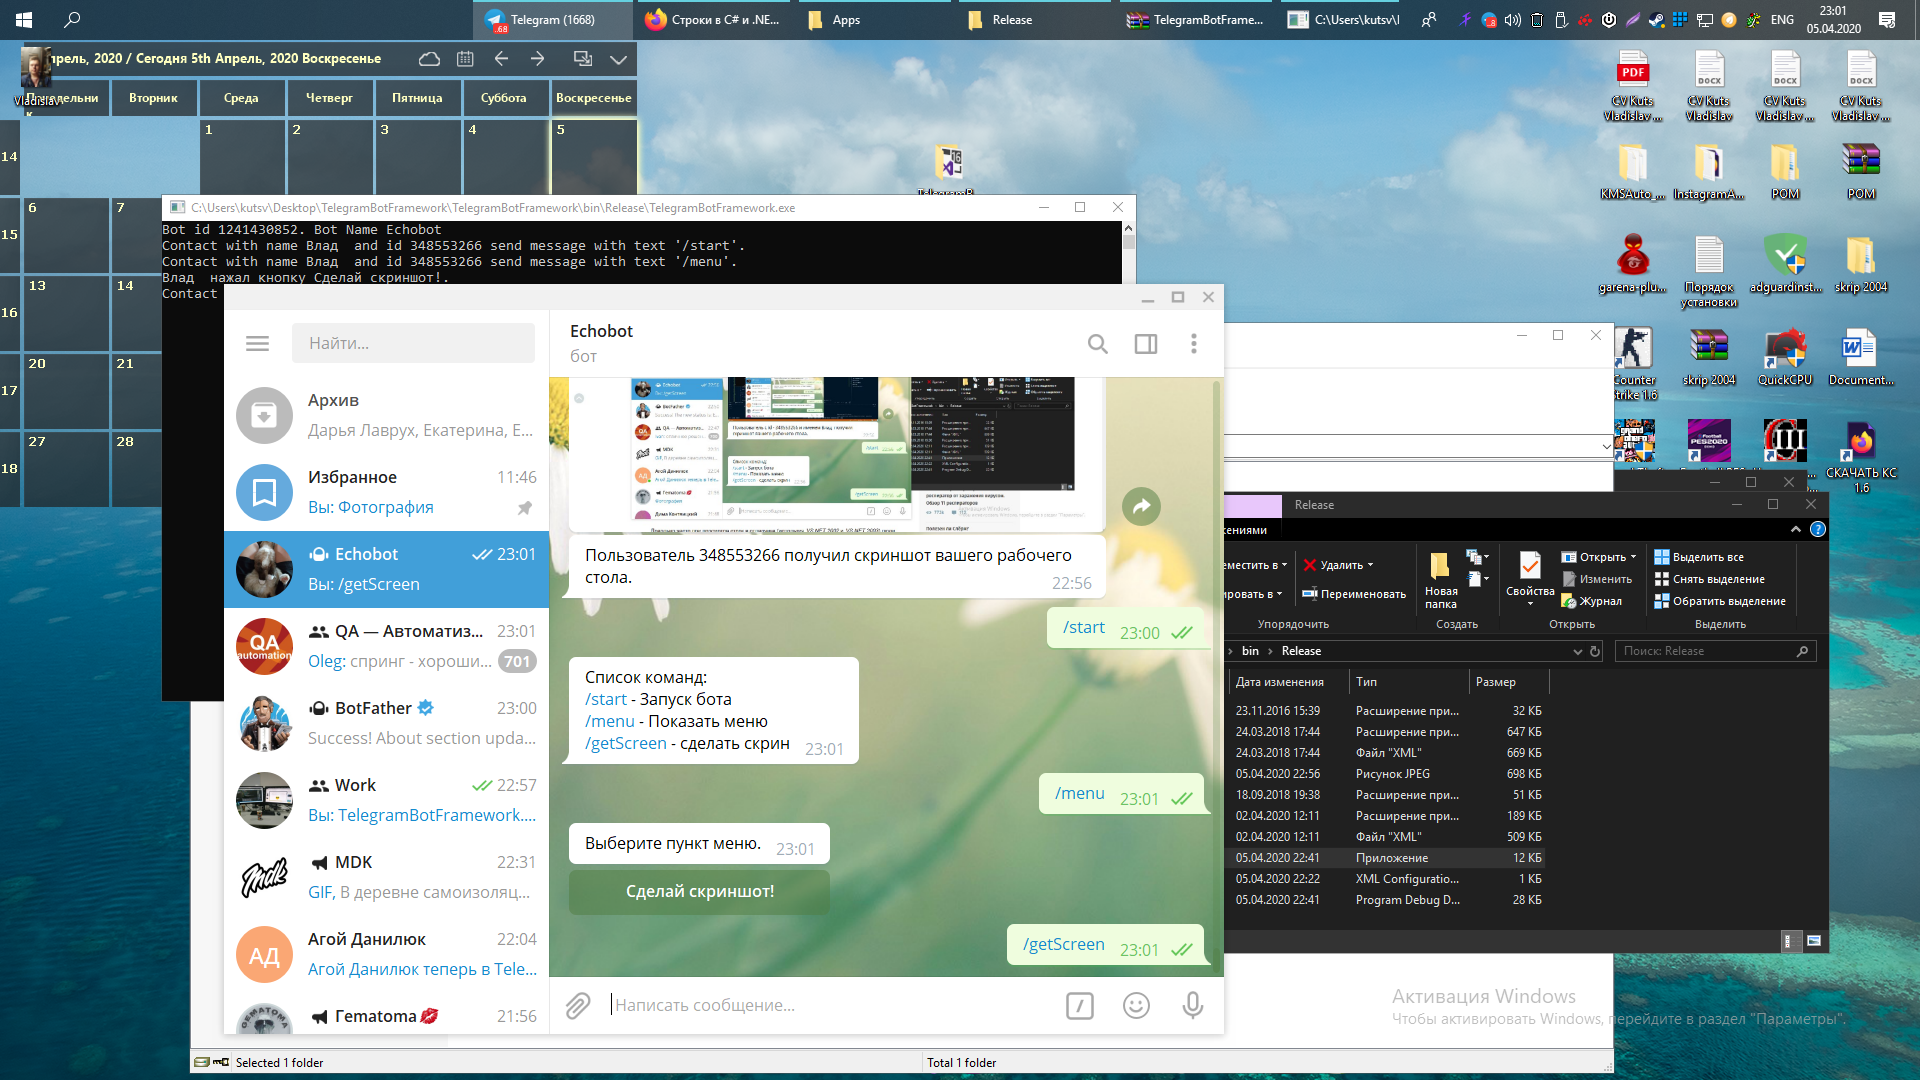 Telegram (1668)
.68
Строки в C# и .NE...
Apps
Release
TelegramBotFrame...
C:\Users\kutsv\I
ENG
23:01
05.04.2020
прель, 2020 / Сегодня 5th Апрель, 2020 Воскресенье
Vladislav
Вторник
Среда
Четверг
Пятница
Суббота
Воскресенье
1
2
3
4
5
14
6
7
15
13
14
16
20
21
17
27
28
18
CV Kuts Vladislav ...
CV Kuts Vladislav
CV Kuts Vladislav ...
CV Kuts Vladislav ...
KMSAuto_...
InstagramA...
POM
POM
garena-plu...
Порядок установки
adguardinst...
skrip 2004
Counter Strike 1.6
skrip 2004
QuickCPU
Document...
СКАЧАТЬ КС 1.6
C:\Users\kutsv\Desktop\TelegramBotFramework\TelegramBotFramework\bin\Release\TelegramBotFramework.exe
Bot id 1241430852. Bot Name Echobot
Contact with name Влад  and id 348553266 send message with text '/start'.
Contact with name Влад  and id 348553266 send message with text '/menu'.
Влад  нажал кнопку Сделай скриншот!.
Contact
Найти...
Архив
Дарья Лаврух, Екатерина, Е...
Избранное 11:46
Вы: Фотография
Echobot 23:01
Вы: /getScreen
QA — Автоматиз... 23:01
Oleg: спринг - хороши... 701
QA automation
BotFather 23:00
Success! About section upda...
Work 22:57
Вы: TelegramBotFramework....
MDK 22:31
GIF, В деревне самоизоляц...
Mdk
Агой Данилюк 22:04
Агой Данилюк теперь в Теле...
АД
Гематома 21:56
Echobot
бот
Пользователь 348553266 получил скриншот вашего рабочего
стола.
22:56
/start 23:00
Список команд:
/start - Запуск бота
/menu - Показать меню
/getScreen - сделать скрин 23:01
/menu 23:01
Выберите пункт меню. 23:01
Сделай скриншот!
/getScreen 23:01
Написать сообщение...
Release
Удалить
Переименовать
Упорядочить
Новая папка
Создать
Свойства
Открыть
Изменить
Журнал
Открыть
Выделить все
Снять выделение
Обратить выделение
Выделить
bin
Release
Поиск: Release
Дата изменения Тип Размер
23.11.2016 15:39 Расширение при... 32 КБ
24.03.2018 17:44 Расширение при... 647 КБ
24.03.2018 17:44 Файл "XML" 669 КБ
05.04.2020 22:56 Рисунок JPEG 698 КБ
18.09.2018 19:38 Расширение при... 51 КБ
02.04.2020 12:11 Расширение при... 189 КБ
02.04.2020 12:11 Файл "XML" 509 КБ
05.04.2020 22:41 Приложение 12 КБ
05.04.2020 22:22 XML Configuratio... 1 КБ
05.04.2020 22:41 Program Debug D... 28 КБ
Активация Windows
Чтобы активировать Windows, перейдите в раздел "Параметры".
Selected 1 folder
Total 1 folder